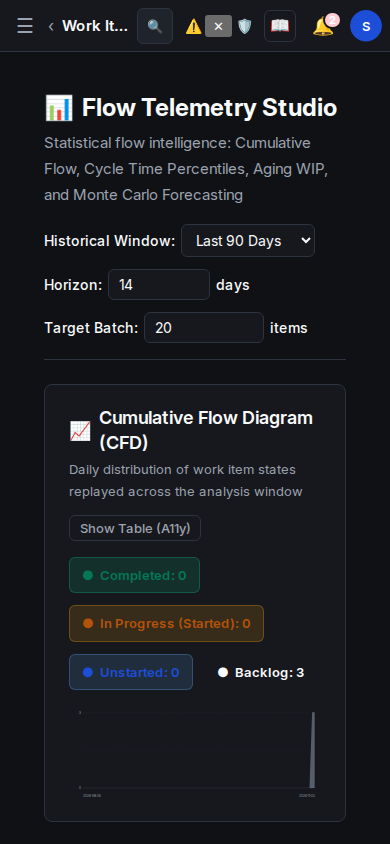 Work It...
2
S
Flow Telemetry Studio
Statistical flow intelligence: Cumulative
Flow, Cycle Time Percentiles, Aging WIP,
and Monte Carlo Forecasting
Historical Window: Last 90 Days
Horizon: 14 days
Target Batch: 20 items
Cumulative Flow Diagram
(CFD)
Daily distribution of work item states
replayed across the analysis window
Show Table (A11y)
Completed: 0
In Progress (Started): 0
Unstarted: 0 Backlog: 3